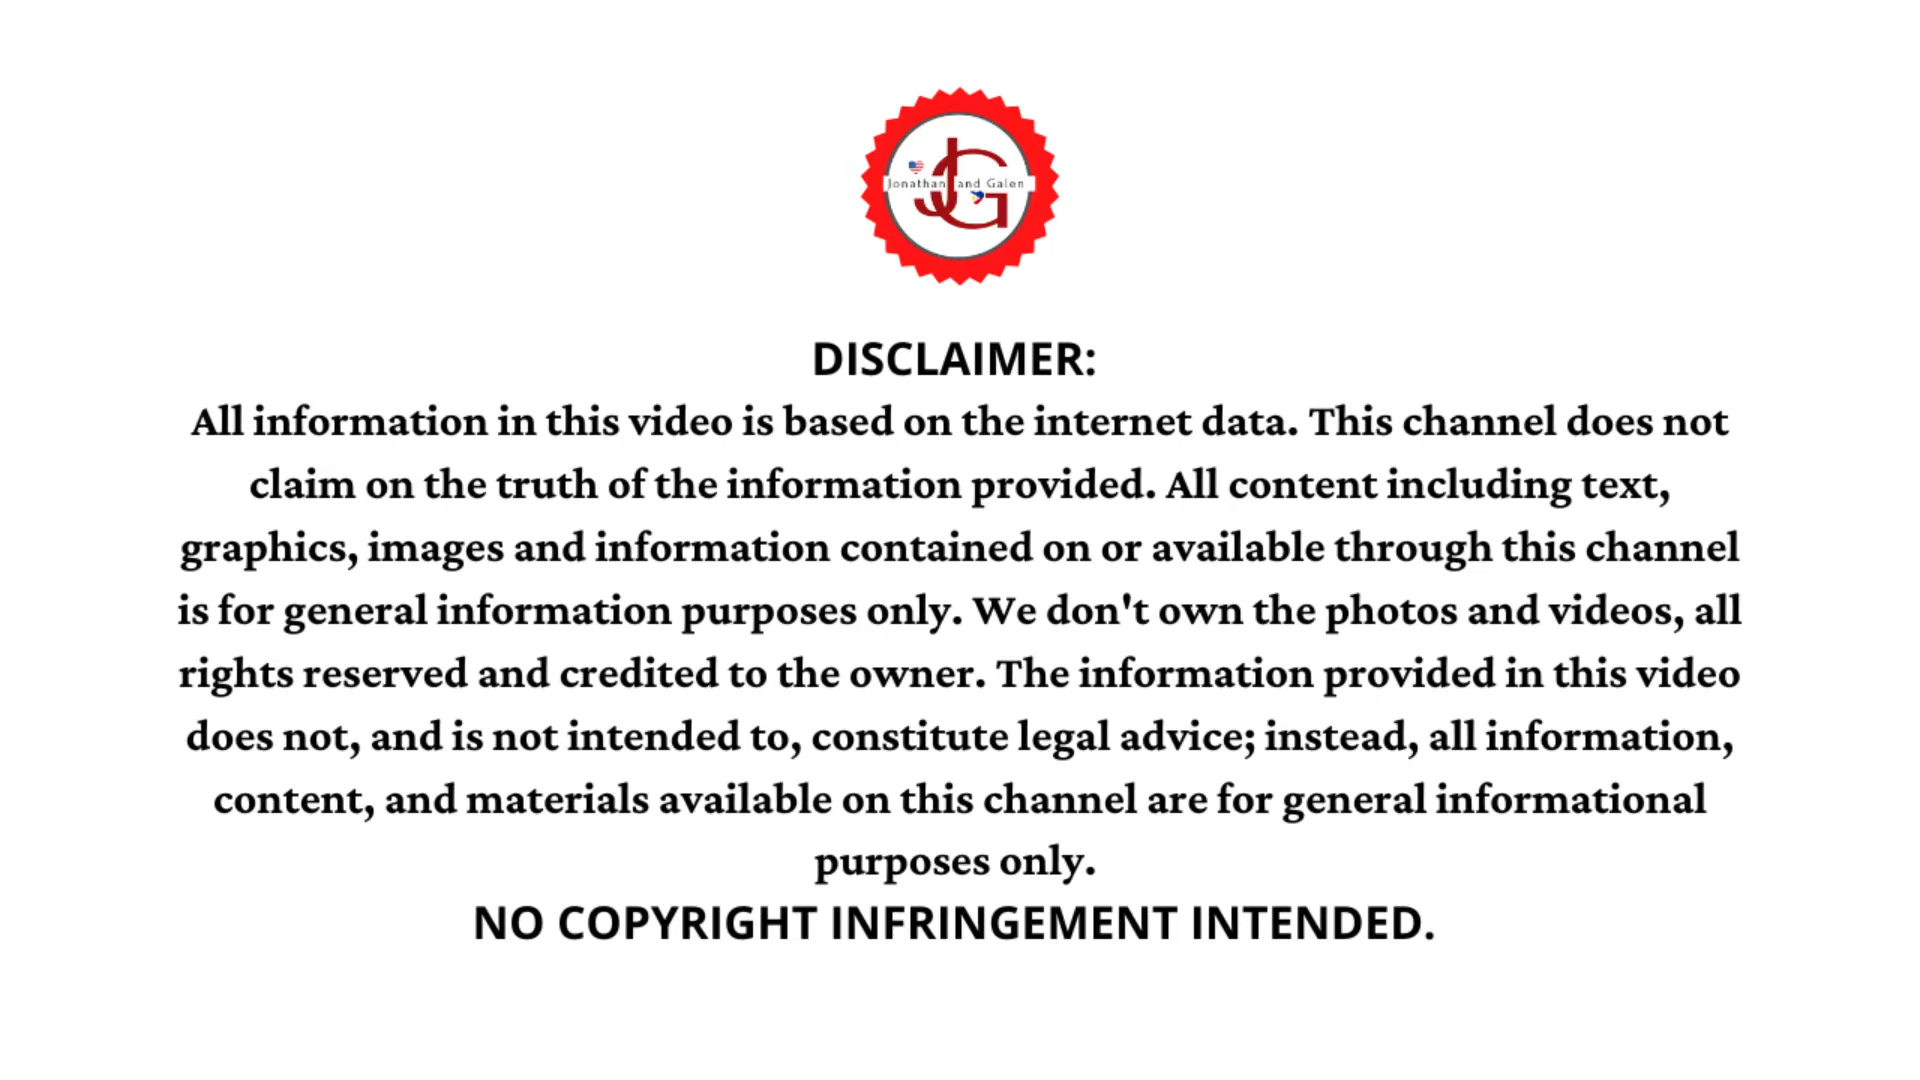 JG
Jonathan and Galen
DISCLAIMER:
All information in this video is based on the internet data. This channel does not
claim on the truth of the information provided. All content including text,
graphics, images and information contained on or available through this channel
is for general information purposes only. We don't own the photos and videos, all
rights reserved and credited to the owner. The information provided in this video
does not, and is not intended to, constitute legal advice; instead, all information,
content, and materials available on this channel are for general informational
purposes only.
NO COPYRIGHT INFRINGEMENT INTENDED.